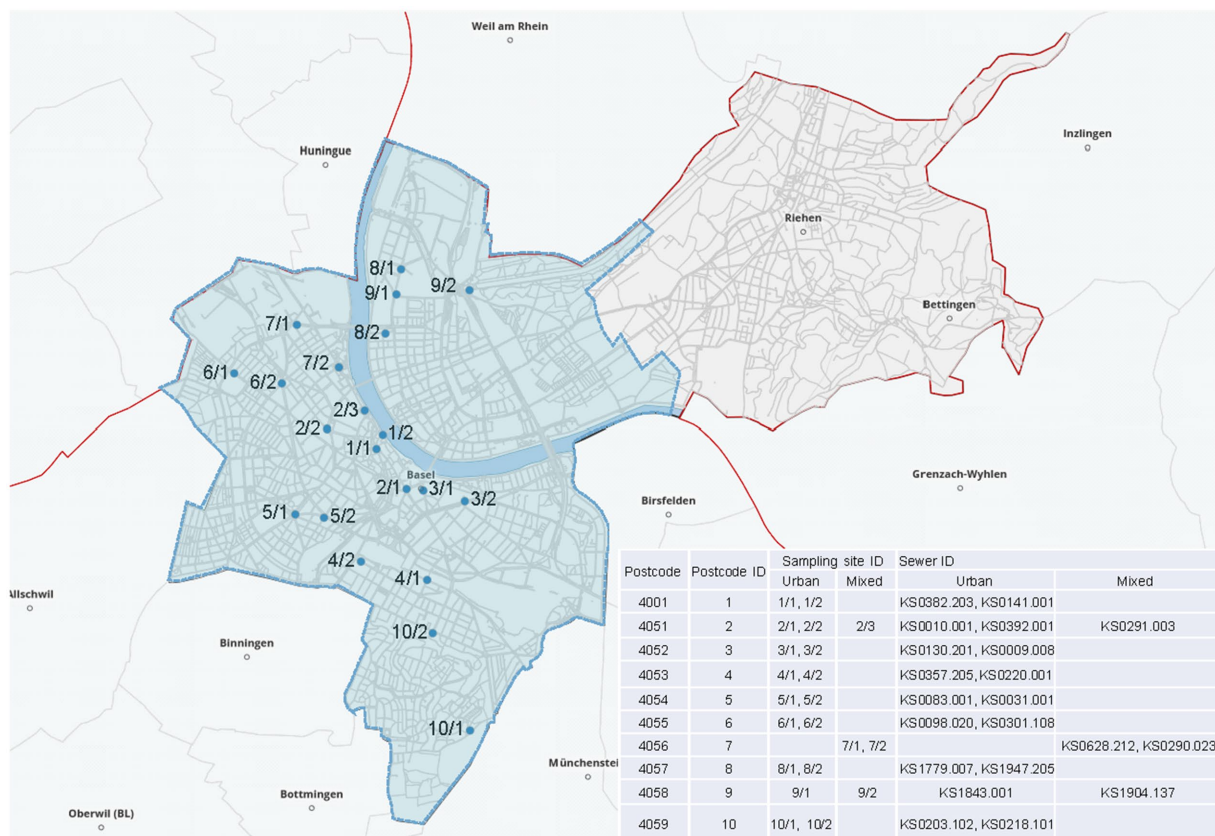 Weil am Rhein
Huningue
Inzlingen
Riehen
8/1
9/2
9/1
Bettingen
7/1
8/2
7/2
6/1
6/2
2/3
2/2
1/2
1/1
Basel
Grenzach-Wyhlen
2/1
3/1
3/2
Birsfelden
5/1
5/2
4/2
4/1
Allschwil
10/2
Binningen
10/1
Münchenstei
Bottmingen
Oberwil (BL)
Postcode Postcode ID Sampling site ID Sewer ID
Urban Mixed Urban Mixed
4001 1 1/1, 1/2 KS0382.203, KS0141.001
4051 2 2/1, 2/2 2/3 KS0010.001, KS0392.001 KS0291.003
4052 3 3/1, 3/2 KS0130.201, KS0009.008
4053 4 4/1, 4/2 KS0357.205, KS0220.001
4054 5 5/1, 5/2 KS0083.001, KS0031.001
4055 6 6/1, 6/2 KS0098.020, KS0301.108
4056 7 7/1, 7/2 KS0628.212, KS0290.023
4057 8 8/1, 8/2 KS1779.007, KS1947.205
4058 9 9/1 9/2 KS1843.001 KS1904.137
4059 10 10/1, 10/2 KS0203.102, KS0218.101